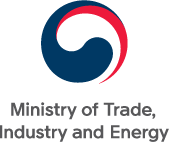 Ministry of Trade,
Industry and Energy